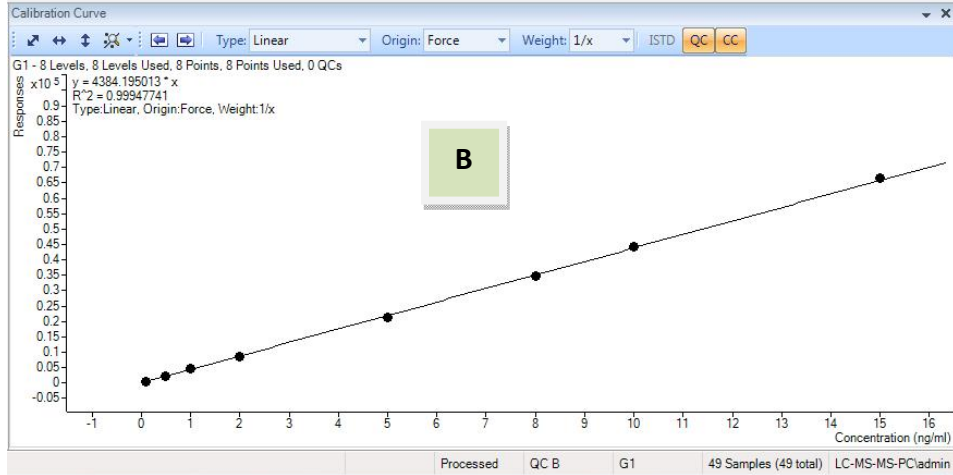 Calibration Curve
Type: Linear Origin: Force Weight: 1/x ISTD QC CC
G1 - 8 Levels, 8 Levels Used, 8 Points, 8 Points Used, 0 QCs
Responses
x10 5
y = 4384.195013 * x
R^2 = 0.99947741
Type:Linear, Origin:Force, Weight:1/x
B
0.9
0.85
0.8
0.75
0.7
0.65
0.6
0.55
0.5
0.45
0.4
0.35
0.3
0.25
0.2
0.15
0.1
0.05
0
-0.05
-1 0 1 2 3 4 5 6 7 8 9 10 11 12 13 14 15 16
Concentration (ng/ml)
Processed QC B G1 49 Samples (49 total) LC-MS-MS-PC\admin